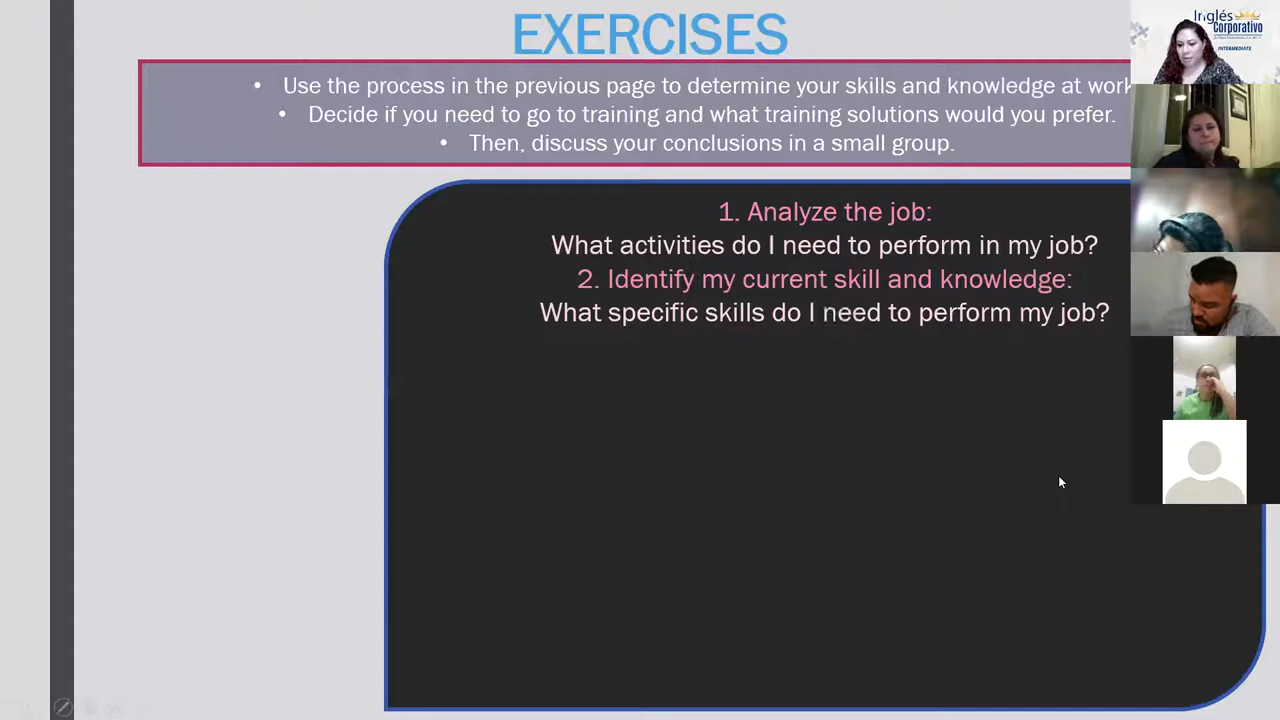 EXERCISES
Inglés
Corporativo
INTERMEDIATE
• Use the process in the previous page to determine your skills and knowledge at work
• Decide if you need to go to training and what training solutions would you prefer.
• Then, discuss your conclusions in a small group.
1. Analyze the job:
What activities do I need to perform in my job?
2. Identify my current skill and knowledge:
What specific skills do I need to perform my job?